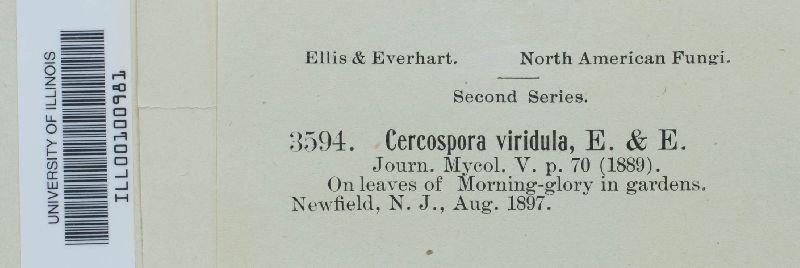 UNIVERSITY OF ILLINOIS
ILL00100981
Ellis & Everhart. North American Fungi.
Second Series.
3594. Cercospora viridula, E. & E.
Journ. Mycol. V. p. 70 (1889).
On leaves of Morning-glory in gardens.
Newfield, N. J., Aug. 1897.